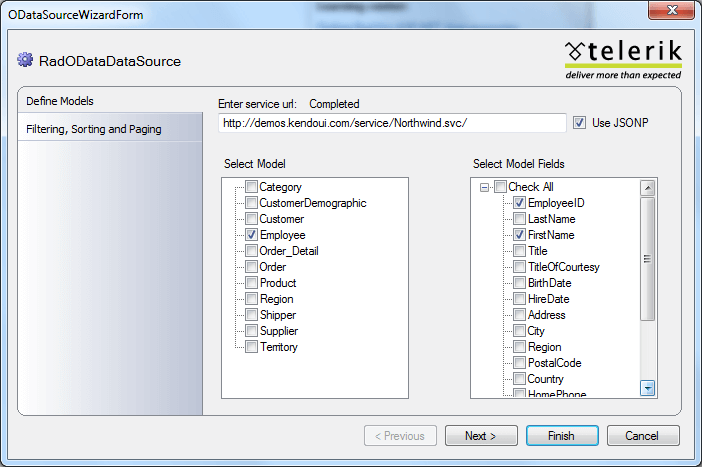 ODataSourceWizardForm
RadODataDataSource
telerik
deliver more than expected
Define Models
Filtering, Sorting and Paging
Enter service url: Completed
http://demos.kendoui.com/service/Northwind.svc/
Use JSONP
Select Model
Category
CustomerDemographic
Customer
Employee
Order_Detail
Order
Product
Region
Shipper
Supplier
Territory
Select Model Fields
Check All
EmployeeID
LastName
FirstName
Title
TitleOfCourtesy
BirthDate
HireDate
Address
City
Region
PostalCode
Country
HomePhone
< Previous
Next >
Finish
Cancel